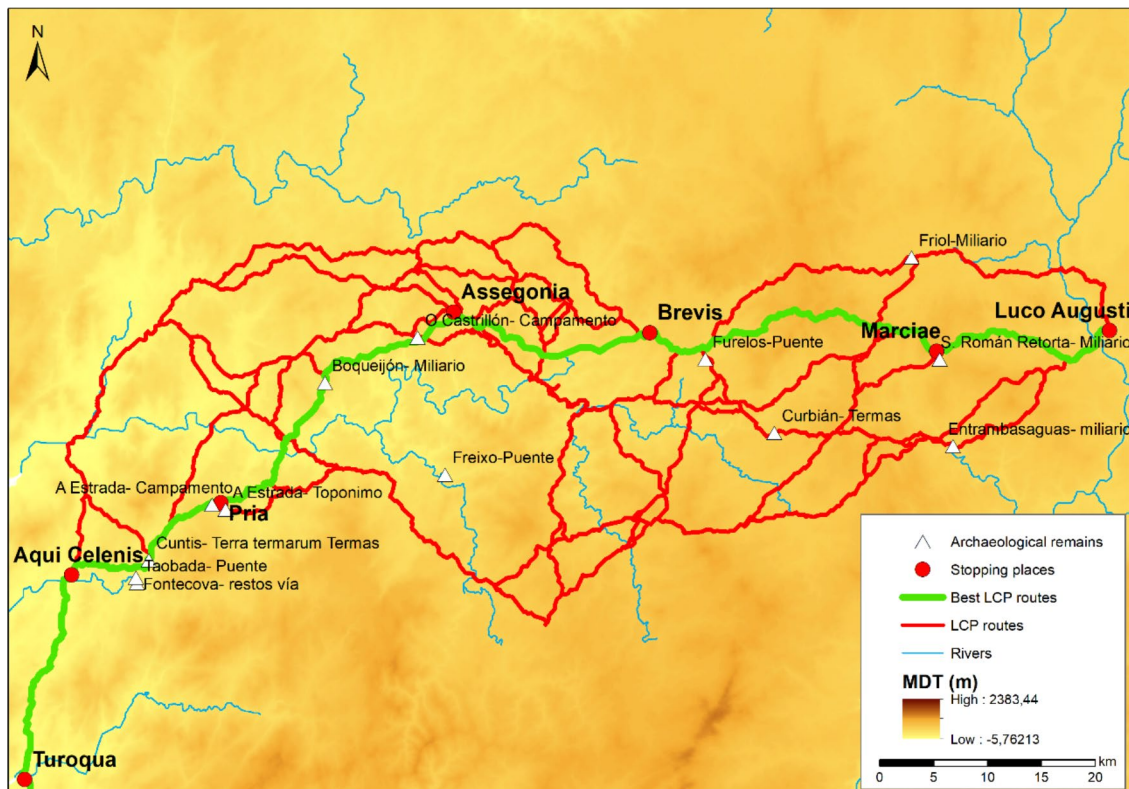 N
Friol-Miliario
Assegonia
O Castrillón- Campamento
Brevis
Luco Augusti
Marciae
Furelos-Puente
S. Román Retorta- Miliario
Boqueijón- Miliario
Curbián- Termas
Entrambasaguas- miliario
Freixo-Puente
A Estrada- Campamento
A Estrada- Toponimo
Pria
Cuntis- Terra termarum Termas
Aqui Celenis
Taobada- Puente
Fontecova- restos vía
Turoqua
Archaeological remains
Stopping places
Best LCP routes
LCP routes
Rivers
MDT (m)
High : 2383,44
Low : -5,76213
km
0 5 10 15 20